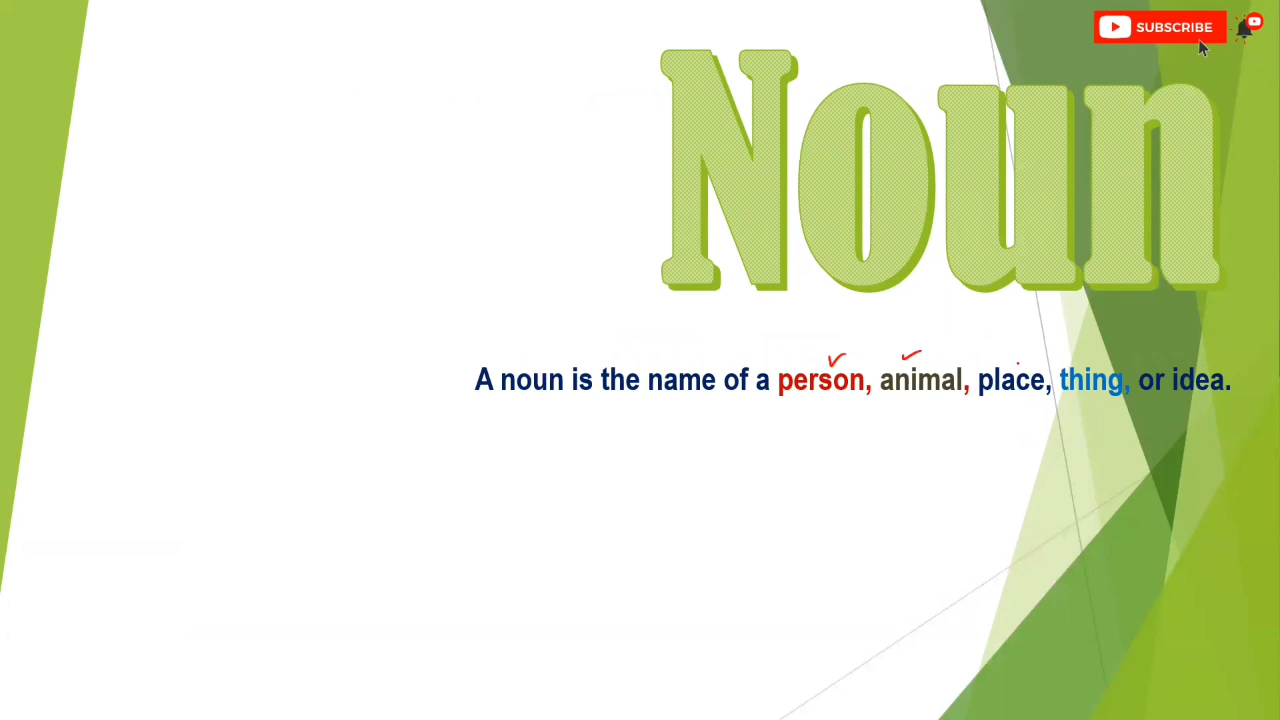 SUBSCRIBE
Noun
A noun is the name of a person, animal, place, thing, or idea.